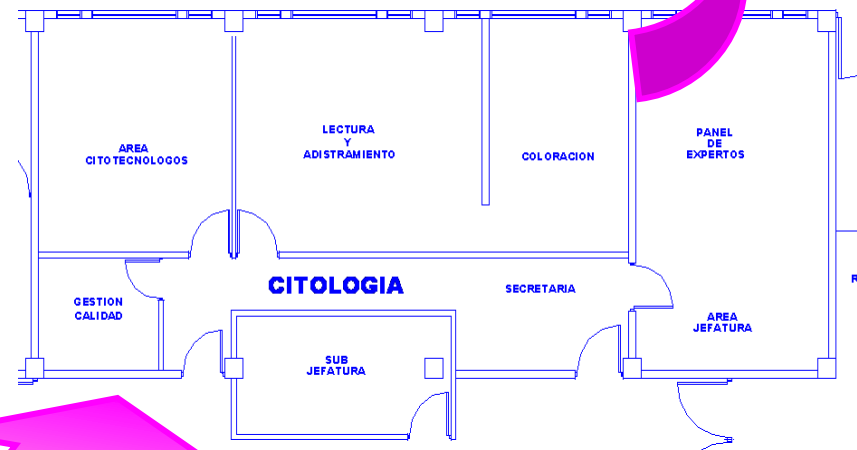 AREA
CITOTECNOLOGOS
LECTURA
Y
ADISTRAMIENTO
COLORACION
PANEL
DE
EXPERTOS
GESTION
CALIDAD
CITOLOGIA
SECRETARIA
AREA
JEFATURA
SUB
JEFATURA
R